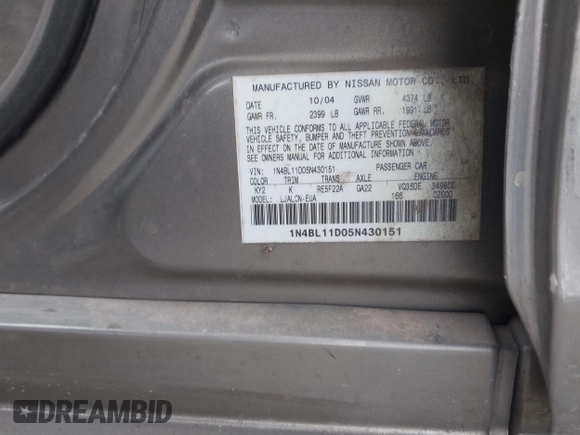 MANUFACTURED BY NISSAN MOTOR CO., LTD.
DATE 10/04 GVWR 4374 LB
GAWR FR. 2399 LB GAWR RR. 1991 LB
THIS VEHICLE CONFORMS TO ALL APPLICABLE FEDERAL MOTOR
VEHICLE SAFETY, BUMPER AND THEFT PREVENTION STANDARDS
IN EFFECT ON THE DATE OF MANUFACTURE SHOWN ABOVE.
SEE OWNERS MANUAL FOR ADDITIONAL INFORMATION.
VIN: 1N4BL11D05N430151 PASSENGER CAR
COLOR TRIM TRANS AXLE ENGINE
KY2 K RE5F22A GA22 VQ35DE 3498CC
MODEL LJALCN-EUA 166 CZ000
1N4BL11D05N430151
DREAMBID